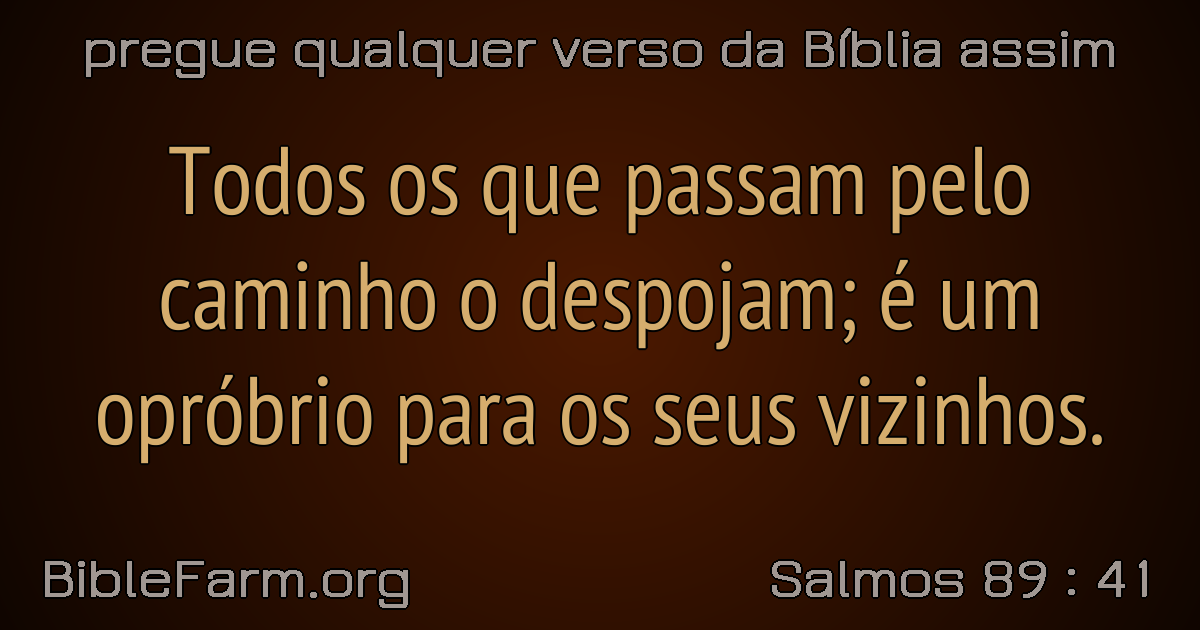 pregue qualquer verso da Bíblia assim
Todos os que passam pelo
caminho o despojam; é um
opróbrio para os seus vizinhos.
BibleFarm.org
Salmos 89 : 41